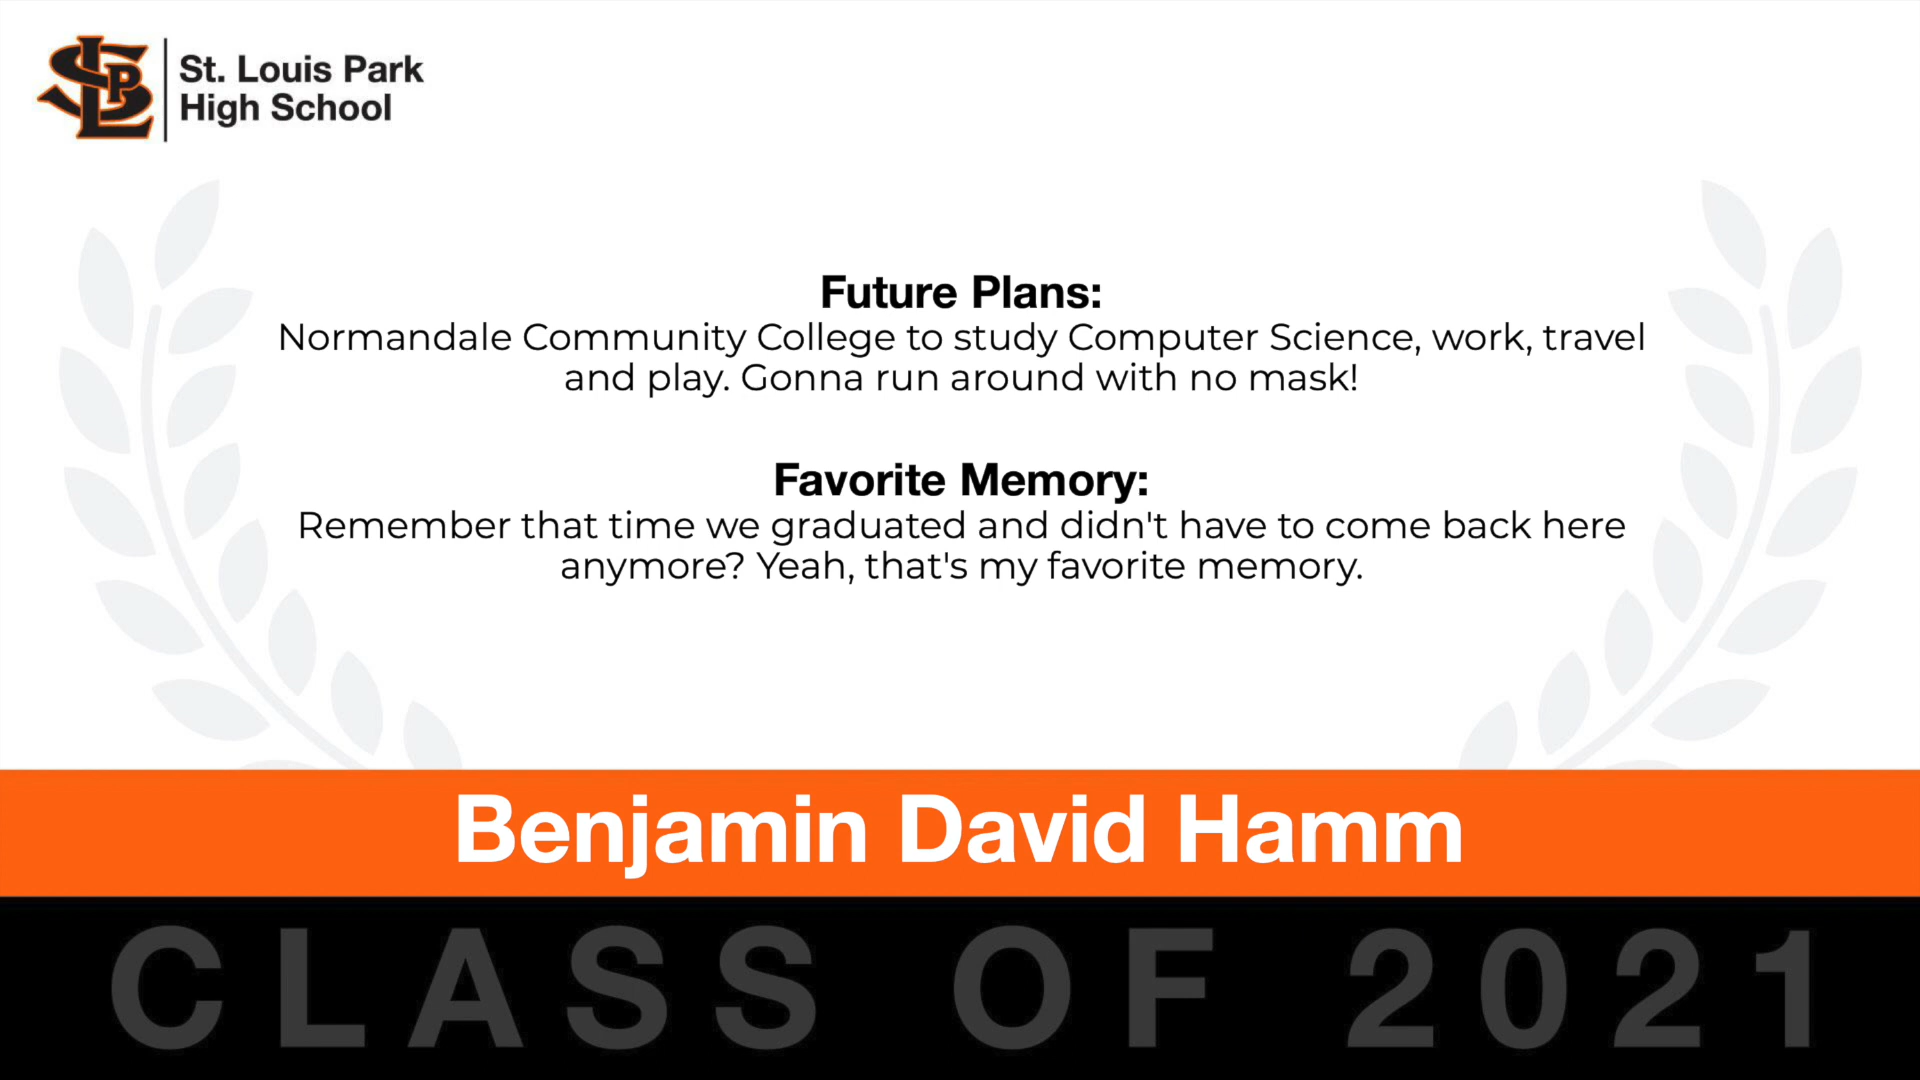 SLP
St. Louis Park
High School
Future Plans:
Normandale Community College to study Computer Science, work, travel
and play. Gonna run around with no mask!
Favorite Memory:
Remember that time we graduated and didn't have to come back here
anymore? Yeah, that's my favorite memory.
Benjamin David Hamm
CLASS OF 2021